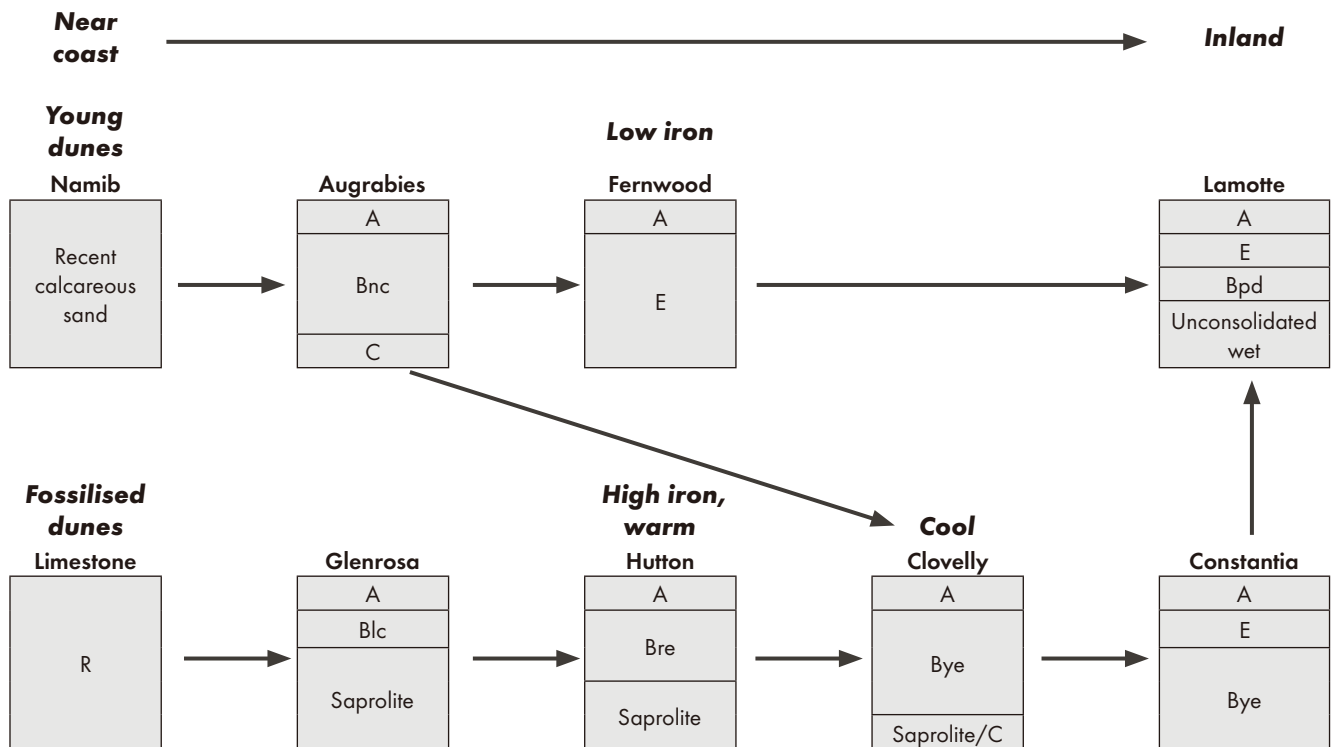 Near
coast
Inland
Young
dunes
Low iron
Namib
Augrabies
Fernwood
Lamotte
Recent
calcareous
sand
A
Bnc
C
A
E
A
E
Bpd
Unconsolidated
wet
Fossilised
dunes
High iron,
warm
Cool
Limestone
Glenrosa
Hutton
Clovelly
Constantia
R
A
Blc
Saprolite
A
Bre
Saprolite
A
Bye
Saprolite/C
A
E
Bye